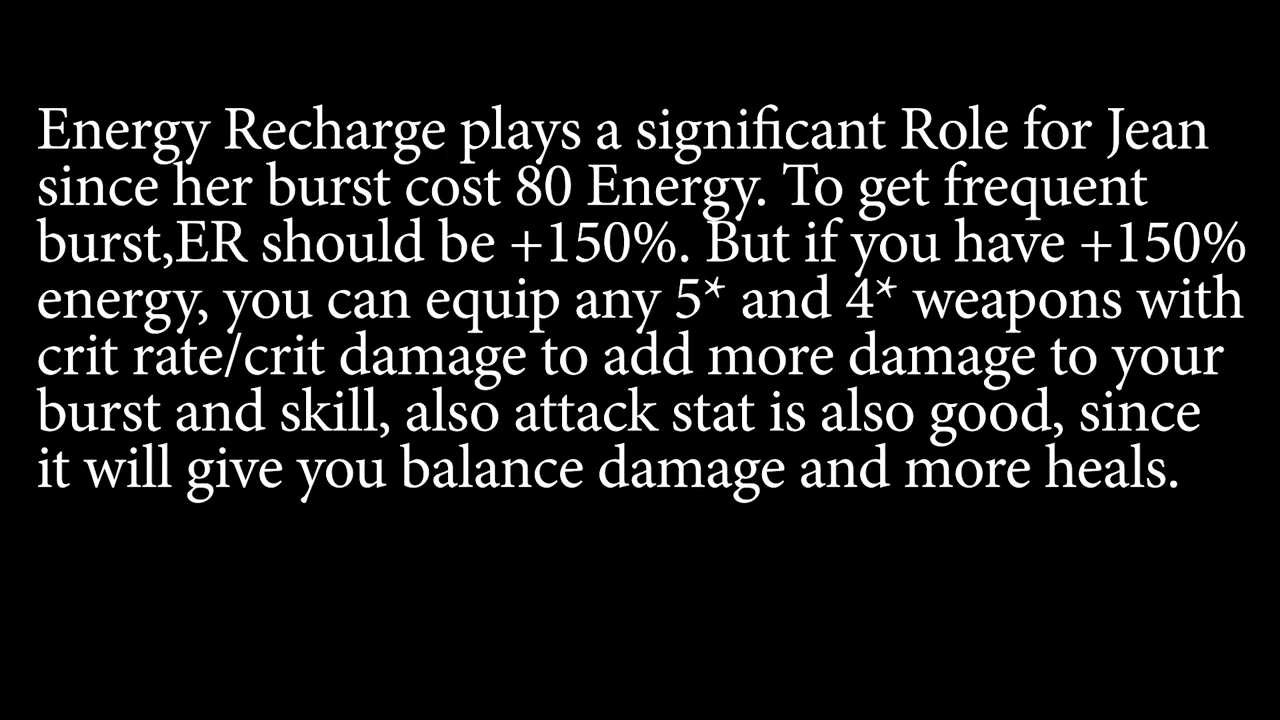 Energy Recharge plays a significant Role for Jean
since her burst cost 80 Energy. To get frequent
burst,ER should be +150%. But if you have +150%
energy, you can equip any 5* and 4* weapons with
crit rate/crit damage to add more damage to your
burst and skill, also attack stat is also good, since
it will give you balance damage and more heals.